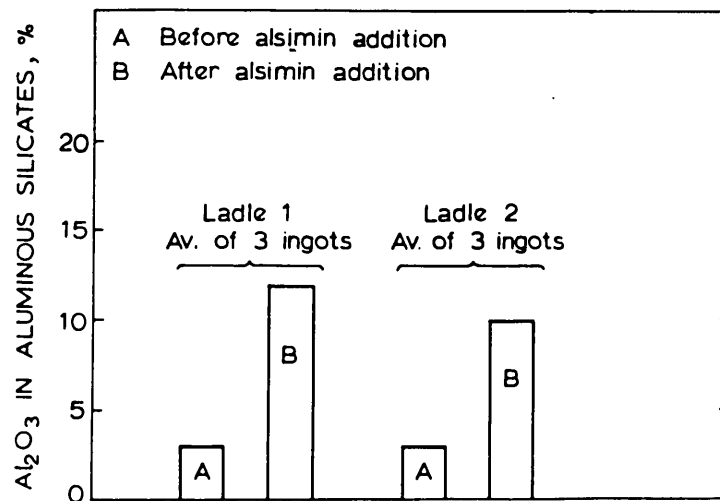 A Before alsimin addition
B After alsimin addition
Al₂O₃ IN ALUMINOUS SILICATES, %
20
15
10
5
0
Ladle 1
Av. of 3 ingots
Ladle 2
Av. of 3 ingots
A
B
A
B